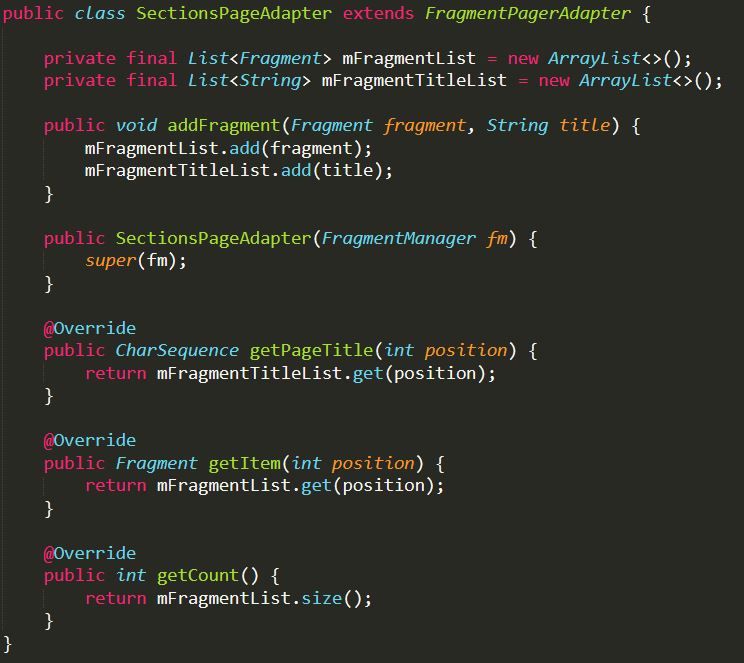 public class SectionsPageAdapter extends FragmentPagerAdapter {

    private final List<Fragment> mFragmentList = new ArrayList<>();
    private final List<String> mFragmentTitleList = new ArrayList<>();

    public void addFragment(Fragment fragment, String title) {
        mFragmentList.add(fragment);
        mFragmentTitleList.add(title);
    }

    public SectionsPageAdapter(FragmentManager fm) {
        super(fm);
    }

    @Override
    public CharSequence getPageTitle(int position) {
        return mFragmentTitleList.get(position);
    }

    @Override
    public Fragment getItem(int position) {
        return mFragmentList.get(position);
    }

    @Override
    public int getCount() {
        return mFragmentList.size();
    }
}